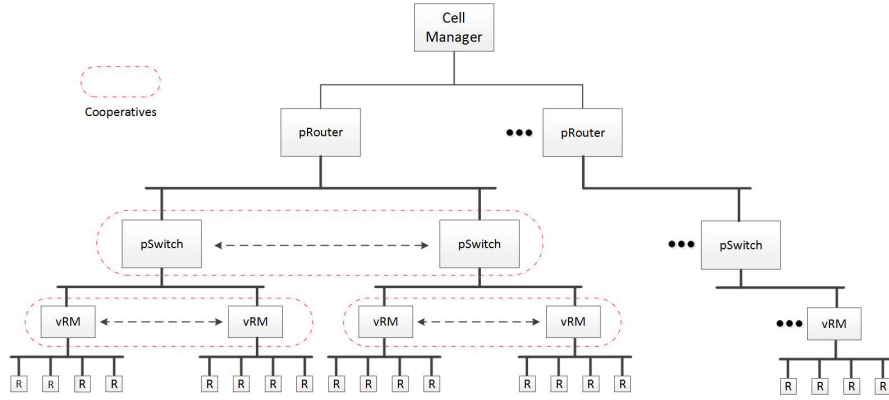 Cell
Manager
Cooperatives
pRouter
●●● pRouter
pSwitch
pSwitch
●●● pSwitch
vRM
vRM
vRM
vRM
●●● vRM
R R R R
R R R R
R R R R
R R R R
R R R R